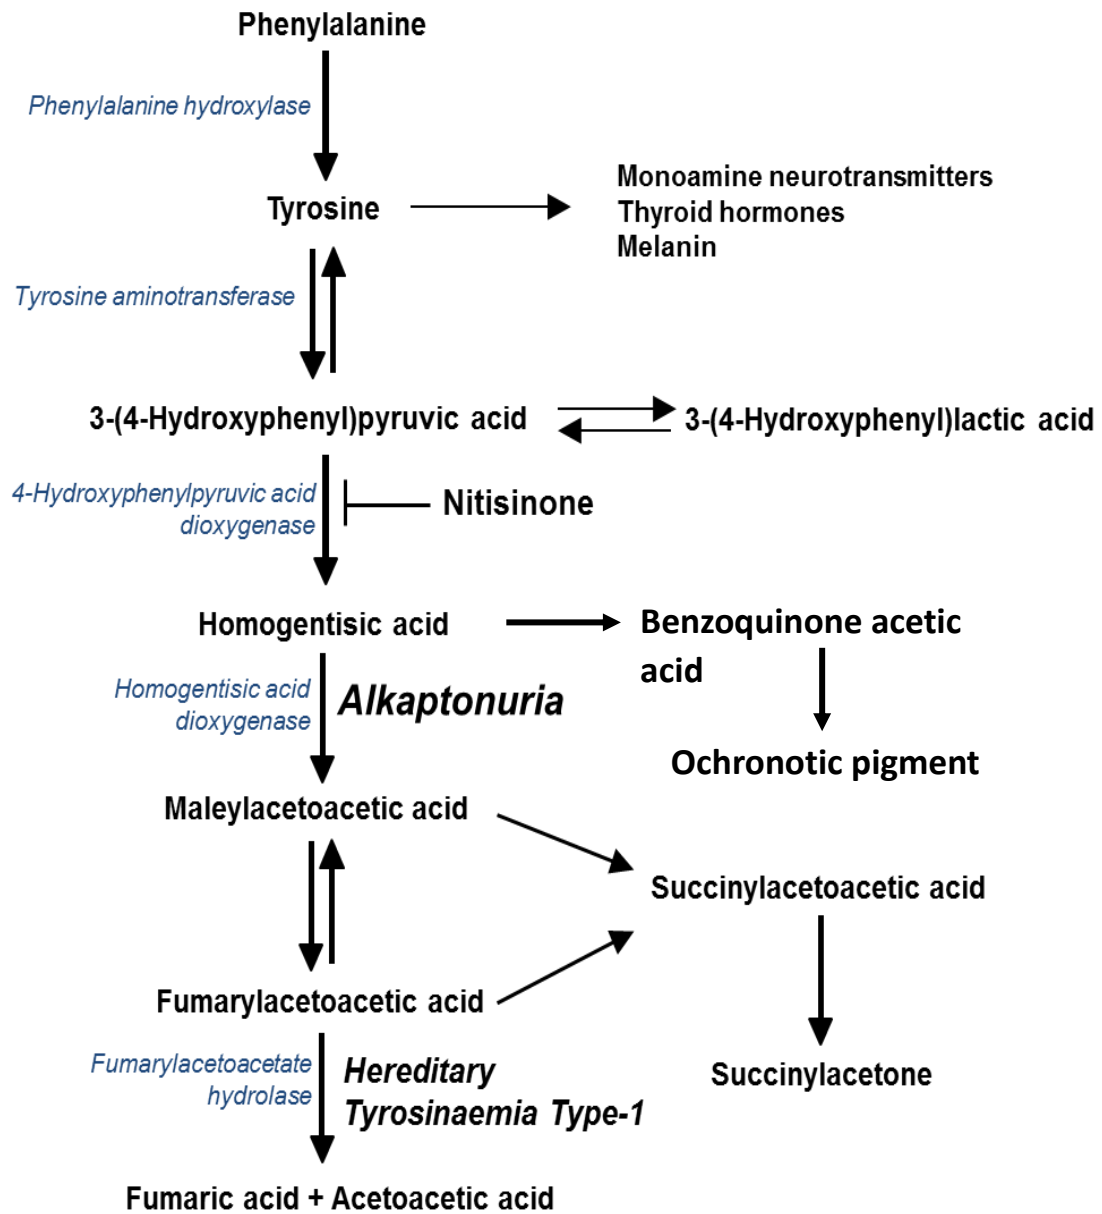 Phenylalanine
Phenylalanine hydroxylase
Tyrosine
Monoamine neurotransmitters
Thyroid hormones
Melanin
Tyrosine aminotransferase
3-(4-Hydroxyphenyl)pyruvic acid
3-(4-Hydroxyphenyl)lactic acid
4-Hydroxyphenylpyruvic acid
dioxygenase
Nitisinone
Homogentisic acid
Benzoquinone acetic
acid
Homogentisic acid
dioxygenase
Alkaptonuria
Ochronotic pigment
Maleylacetoacetic acid
Succinylacetoacetic acid
Fumarylacetoacetic acid
Fumarylacetoacetate
hydrolase
Hereditary
Tyrosinaemia Type-1
Succinylacetone
Fumaric acid + Acetoacetic acid